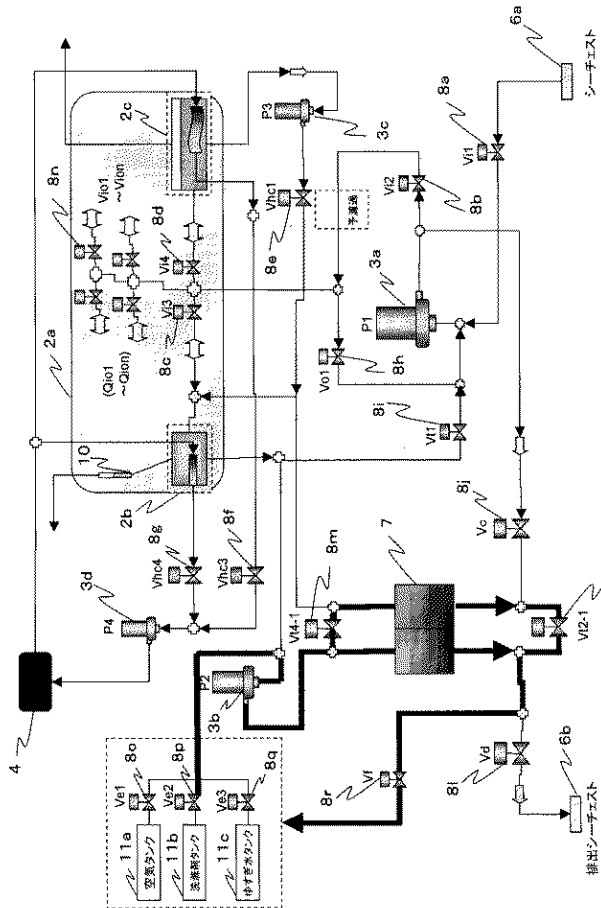 6a
シーチェスト
8a
Vi1
2c
8n
Vio1
~Vion
8d
Vi4
P3
3c
Vhc1
8e
予濾過
Vi2
8b
2a
(Qio1
~Qion)
Vi3
8c
3a
P1
Vo1
8h
10
2b
Vt1
8i
8g
Vhc4
8f
Vhc3
3d
P4
8j
Vc
8m
Vt4-1
7
Vt2-1
4
P2
3b
8o
Ve1
8p
Ve2
8q
Ve3
11a
空気タンク
11b
洗滌剤タンク
11c
ゆすぎ水タンク
8r
Vf
Vd
8l
6b
排出シーチェスト